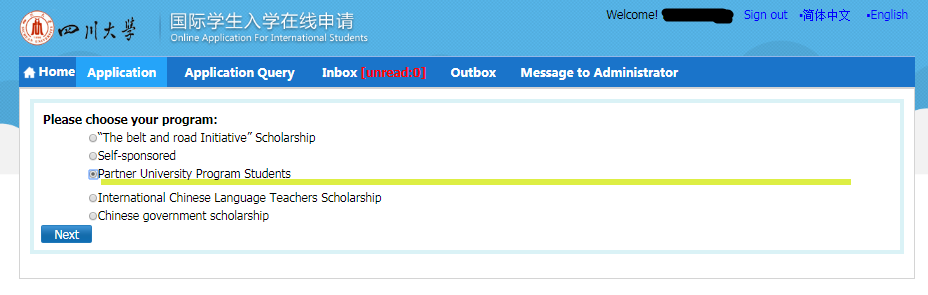 四川大学
国际学生入学在线申请
Online Application For International Students
Welcome! Sign out •简体中文 •English
Home Application Application Query Inbox [unread:0] Outbox Message to Administrator
Please choose your program:
“The belt and road Initiative” Scholarship
Self-sponsored
Partner University Program Students
International Chinese Language Teachers Scholarship
Chinese government scholarship
Next